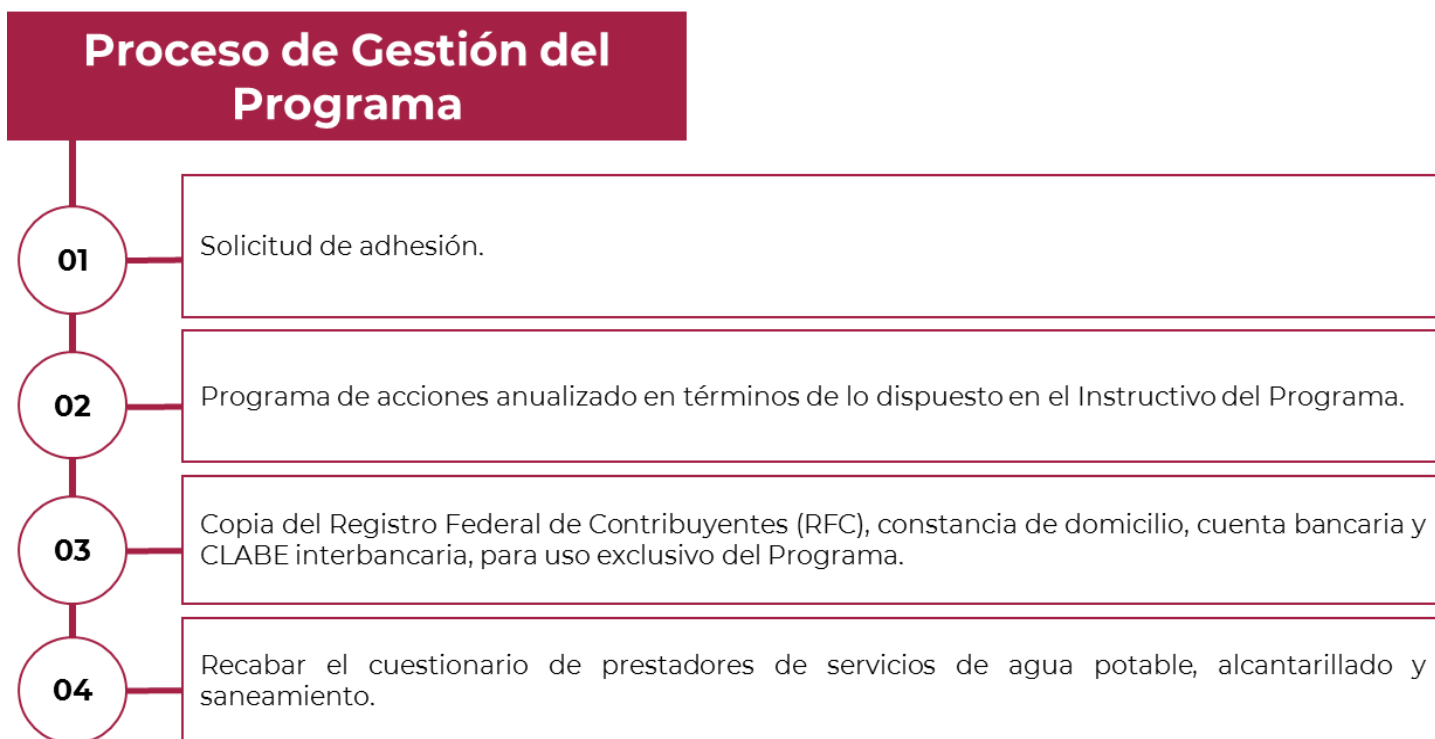 Proceso de Gestión del
Programa
01
Solicitud de adhesión.
02
Programa de acciones anualizado en términos de lo dispuesto en el Instructivo del Programa.
03
Copia del Registro Federal de Contribuyentes (RFC), constancia de domicilio, cuenta bancaria y
CLABE interbancaria, para uso exclusivo del Programa.
04
Recabar el cuestionario de prestadores de servicios de agua potable, alcantarillado y
saneamiento.